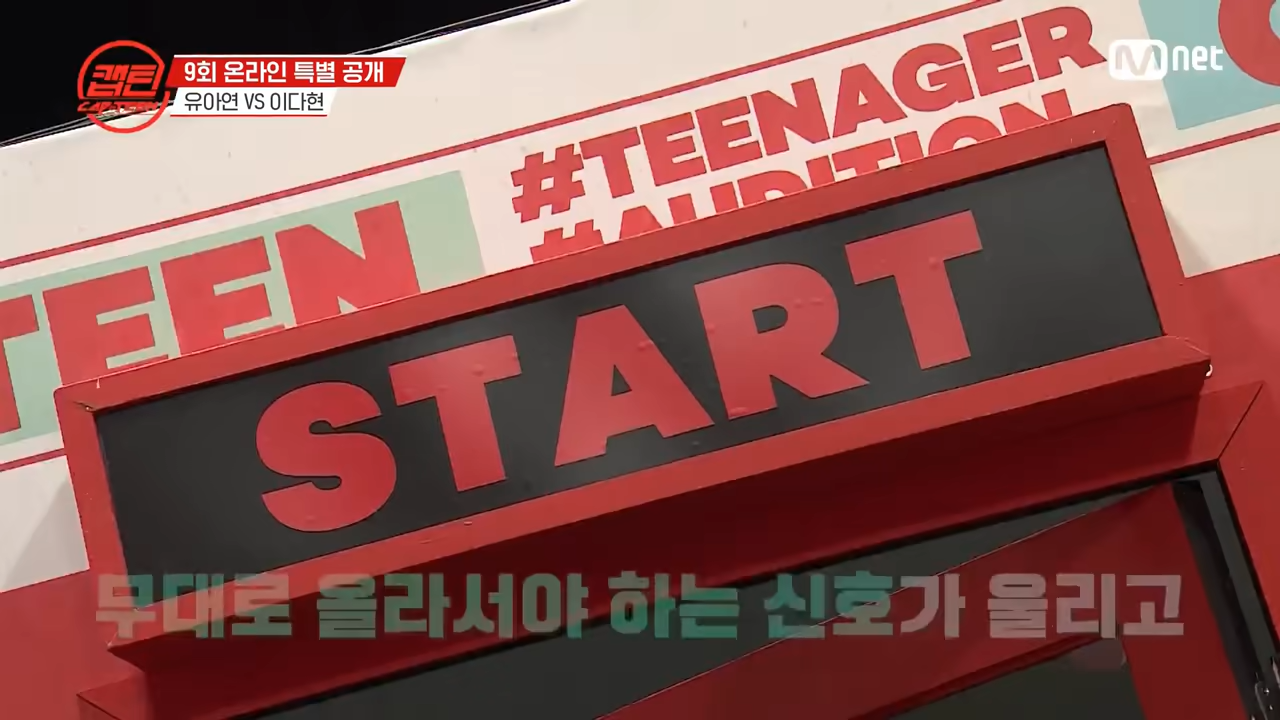 캡틴
CAP-TEEN
9회 온라인 특별 공개
유아연 VS 이다현
Mnet
#TEENAGER
#AUDITION
TEEN
START
무대로 올라서야 하는 신호가 울리고